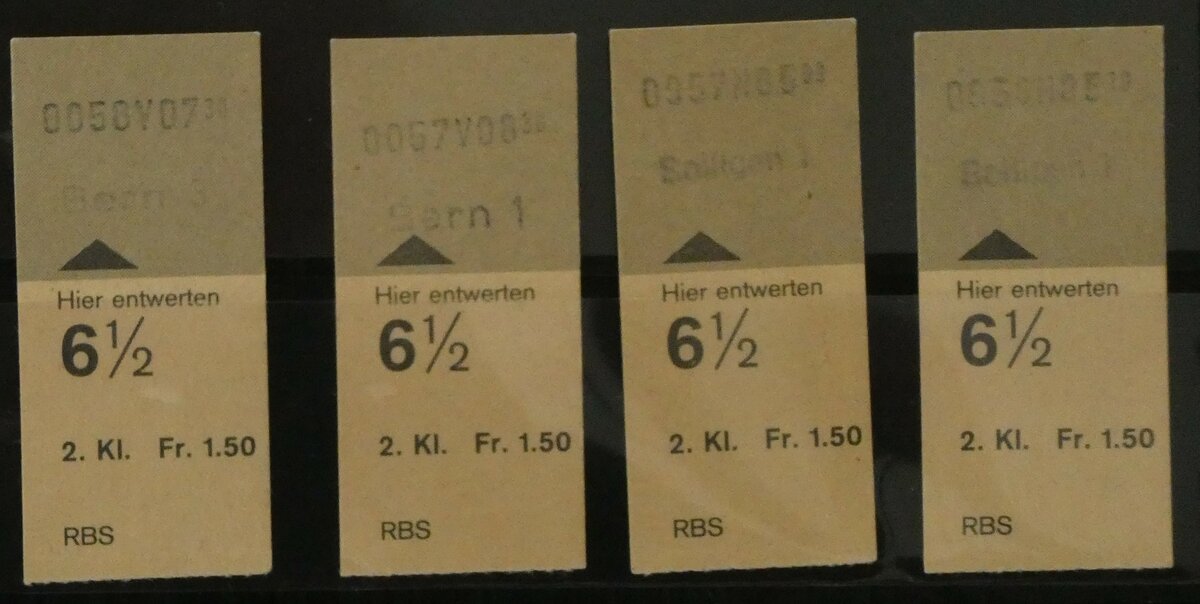 0050V07
Hier entwerten
6½
2. Kl. Fr. 1.50
RBS
0057V08
Bern 1
Hier entwerten
6½
2. Kl. Fr. 1.50
RBS
Hier entwerten
6½
2. Kl. Fr. 1.50
RBS
Hier entwerten
6½
2. Kl. Fr. 1.50
RBS